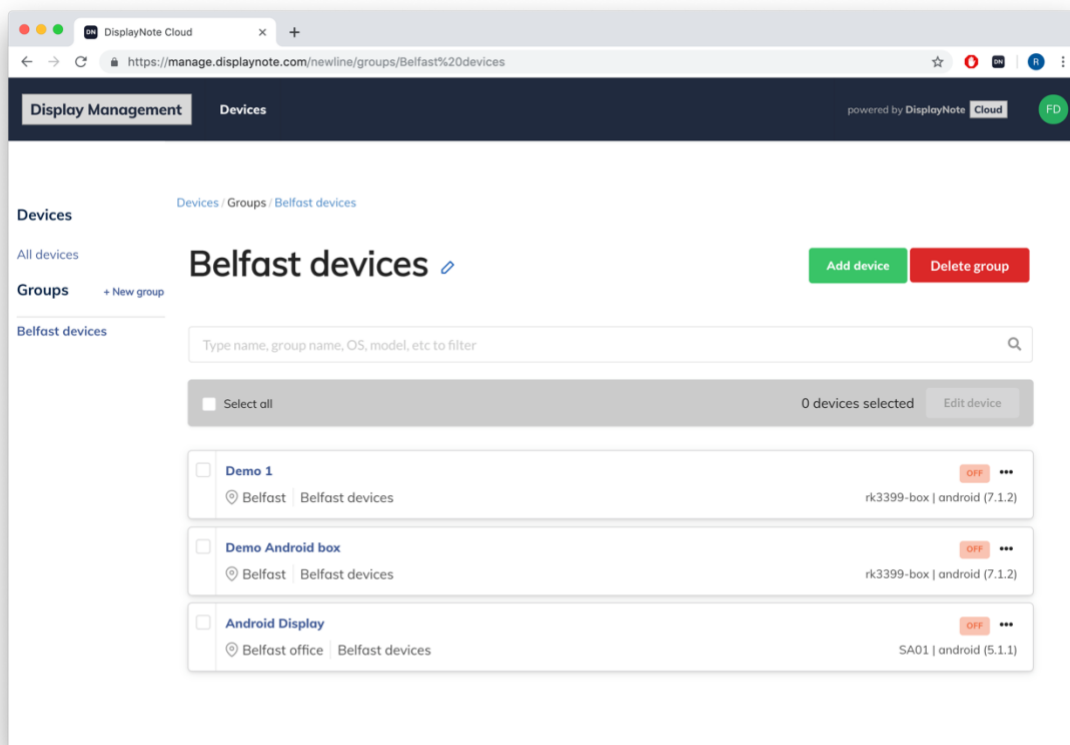 DN DisplayNote Cloud
https://manage.displaynote.com/newline/groups/Belfast%20devices
DN
R
Display Management
Devices
powered by DisplayNote Cloud
FD
Devices
All devices
Groups
+ New group
Belfast devices
Devices / Groups / Belfast devices
Belfast devices
Add device
Delete group
Type name, group name, OS, model, etc to filter
Select all
0 devices selected
Edit device
Demo 1
OFF
Belfast
Belfast devices
rk3399-box | android (7.1.2)
Demo Android box
OFF
Belfast
Belfast devices
rk3399-box | android (7.1.2)
Android Display
OFF
Belfast office
Belfast devices
SA01 | android (5.1.1)